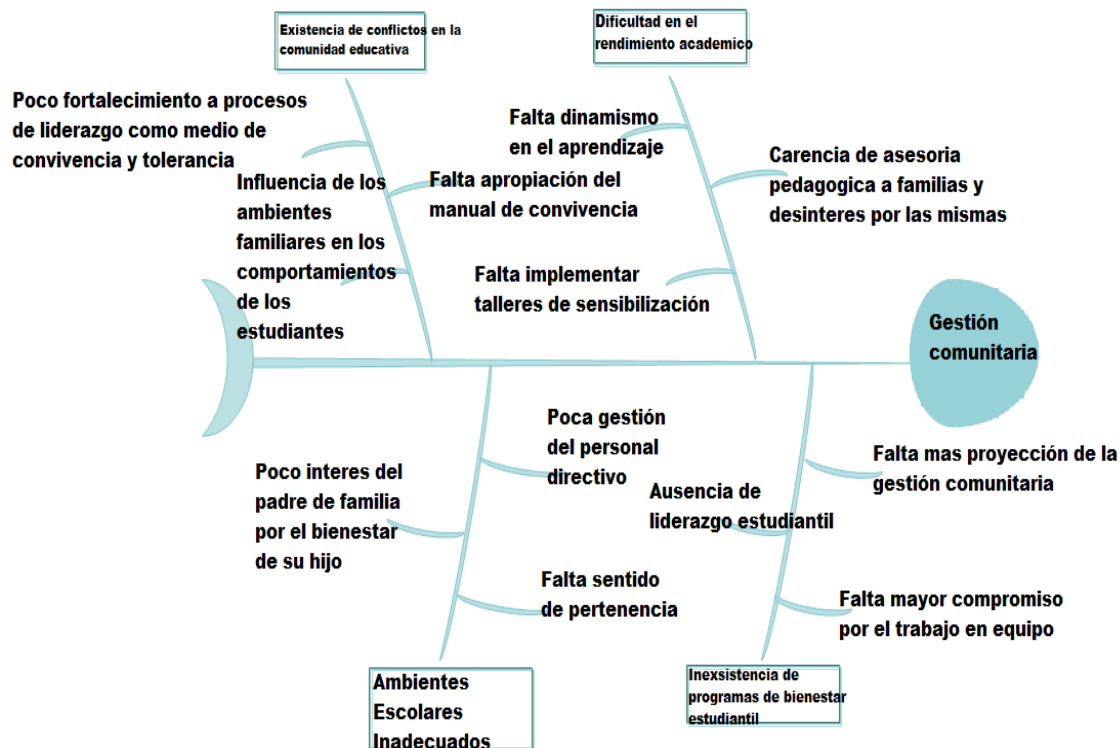 Existencia de conflictos en la
comunidad educativa
Dificultad en el
rendimiento academico
Poco fortalecimiento a procesos
de liderazgo como medio de
convivencia y tolerancia
Influencia de los
ambientes
familiares en los
comportamientos
de los
estudiantes
Falta apropiación del
manual de convivencia
Falta dinamismo
en el aprendizaje
Carencia de asesoria
pedagogica a familias y
desinteres por las mismas
Falta implementar
talleres de sensibilización
Gestión
comunitaria
Poca gestión
del personal
directivo
Poco interes del
padre de familia
por el bienestar
de su hijo
Falta sentido
de pertenencia
Ausencia de
liderazgo estudiantil
Falta mas proyección de la
gestión comunitaria
Falta mayor compromiso
por el trabajo en equipo
Ambientes
Escolares
Inadecuados
Inexsistencia de
programas de bienestar
estudiantil